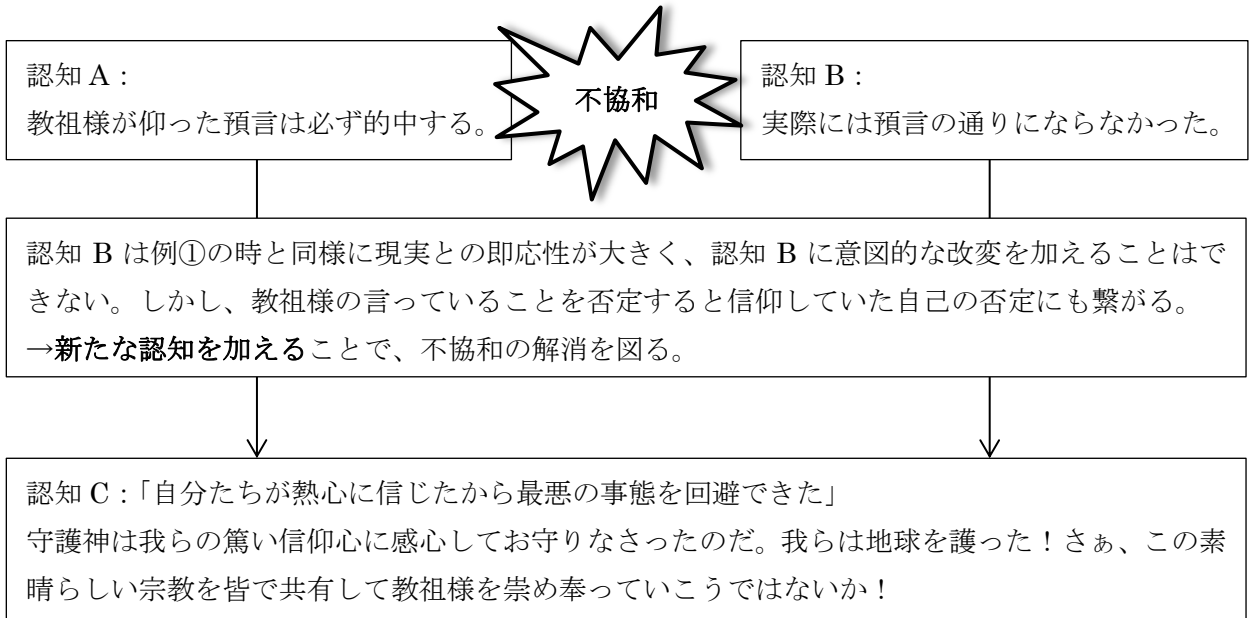 認知 A：
教祖様が仰った預言は必ず的中する。
不協和
認知 B：
実際には預言の通りにならなかった。
認知 B は例①の時と同様に現実との即応性が大きく、認知 B に意図的な改変を加えることはで
きない。しかし、教祖様の言っていることを否定すると信仰していた自己の否定にも繋がる。
→新たな認知を加えることで、不協和の解消を図る。
認知 C：「自分たちが熱心に信じたから最悪の事態を回避できた」
守護神は我らの篤い信仰心に感心してお守りなさったのだ。我らは地球を護った！さぁ、この素
晴らしい宗教を皆で共有して教祖様を崇め奉っていこうではないか！